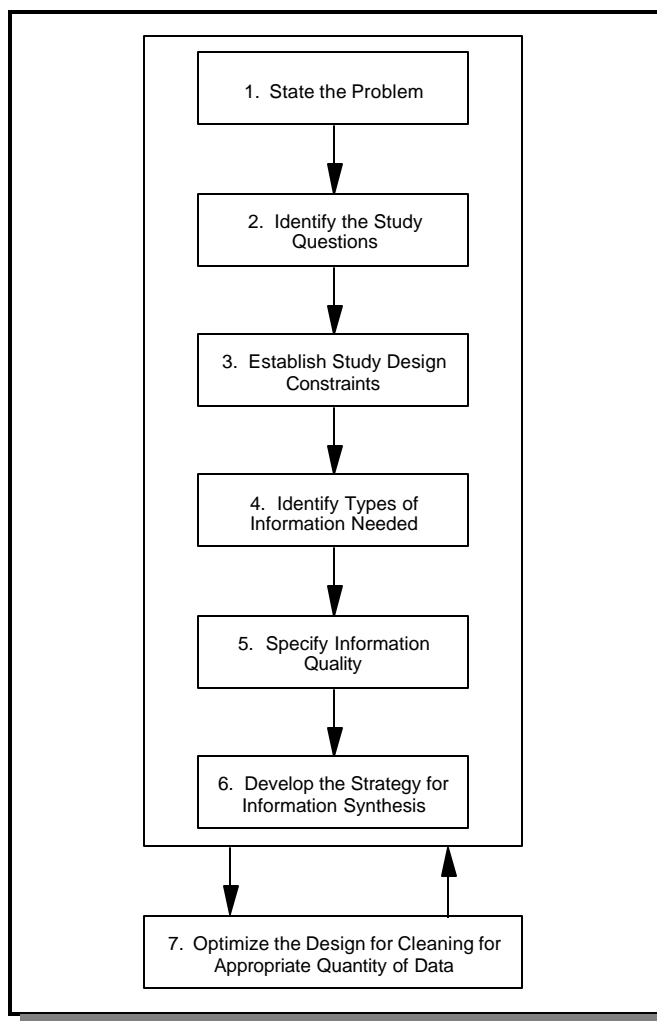 1. State the Problem
2. Identify the Study
Questions
3. Establish Study Design
Constraints
4. Identify Types of
Information Needed
5. Specify Information
Quality
6. Develop the Strategy for
Information Synthesis
7. Optimize the Design for Cleaning for
Appropriate Quantity of Data